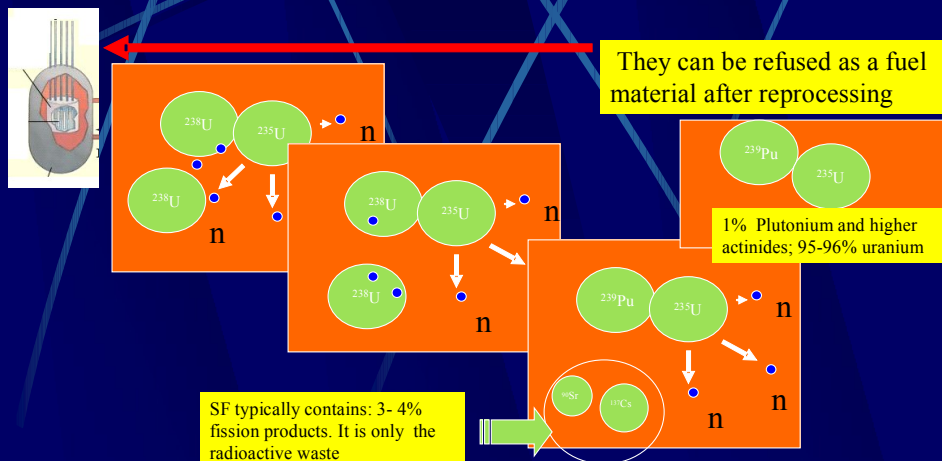 They can be refused as a fuel
material after reprocessing
²³⁸U
²³⁵U
n
²³⁸U
n
²³⁸U
²³⁵U
n
²³⁸U
n
²³⁹Pu
²³⁵U
1% Plutonium and higher
actinides; 95-96% uranium
²³⁹Pu
²³⁵U
n
n
n
⁹⁰Sr
¹³⁷Cs
SF typically contains: 3- 4%
fission products. It is only the
radioactive waste